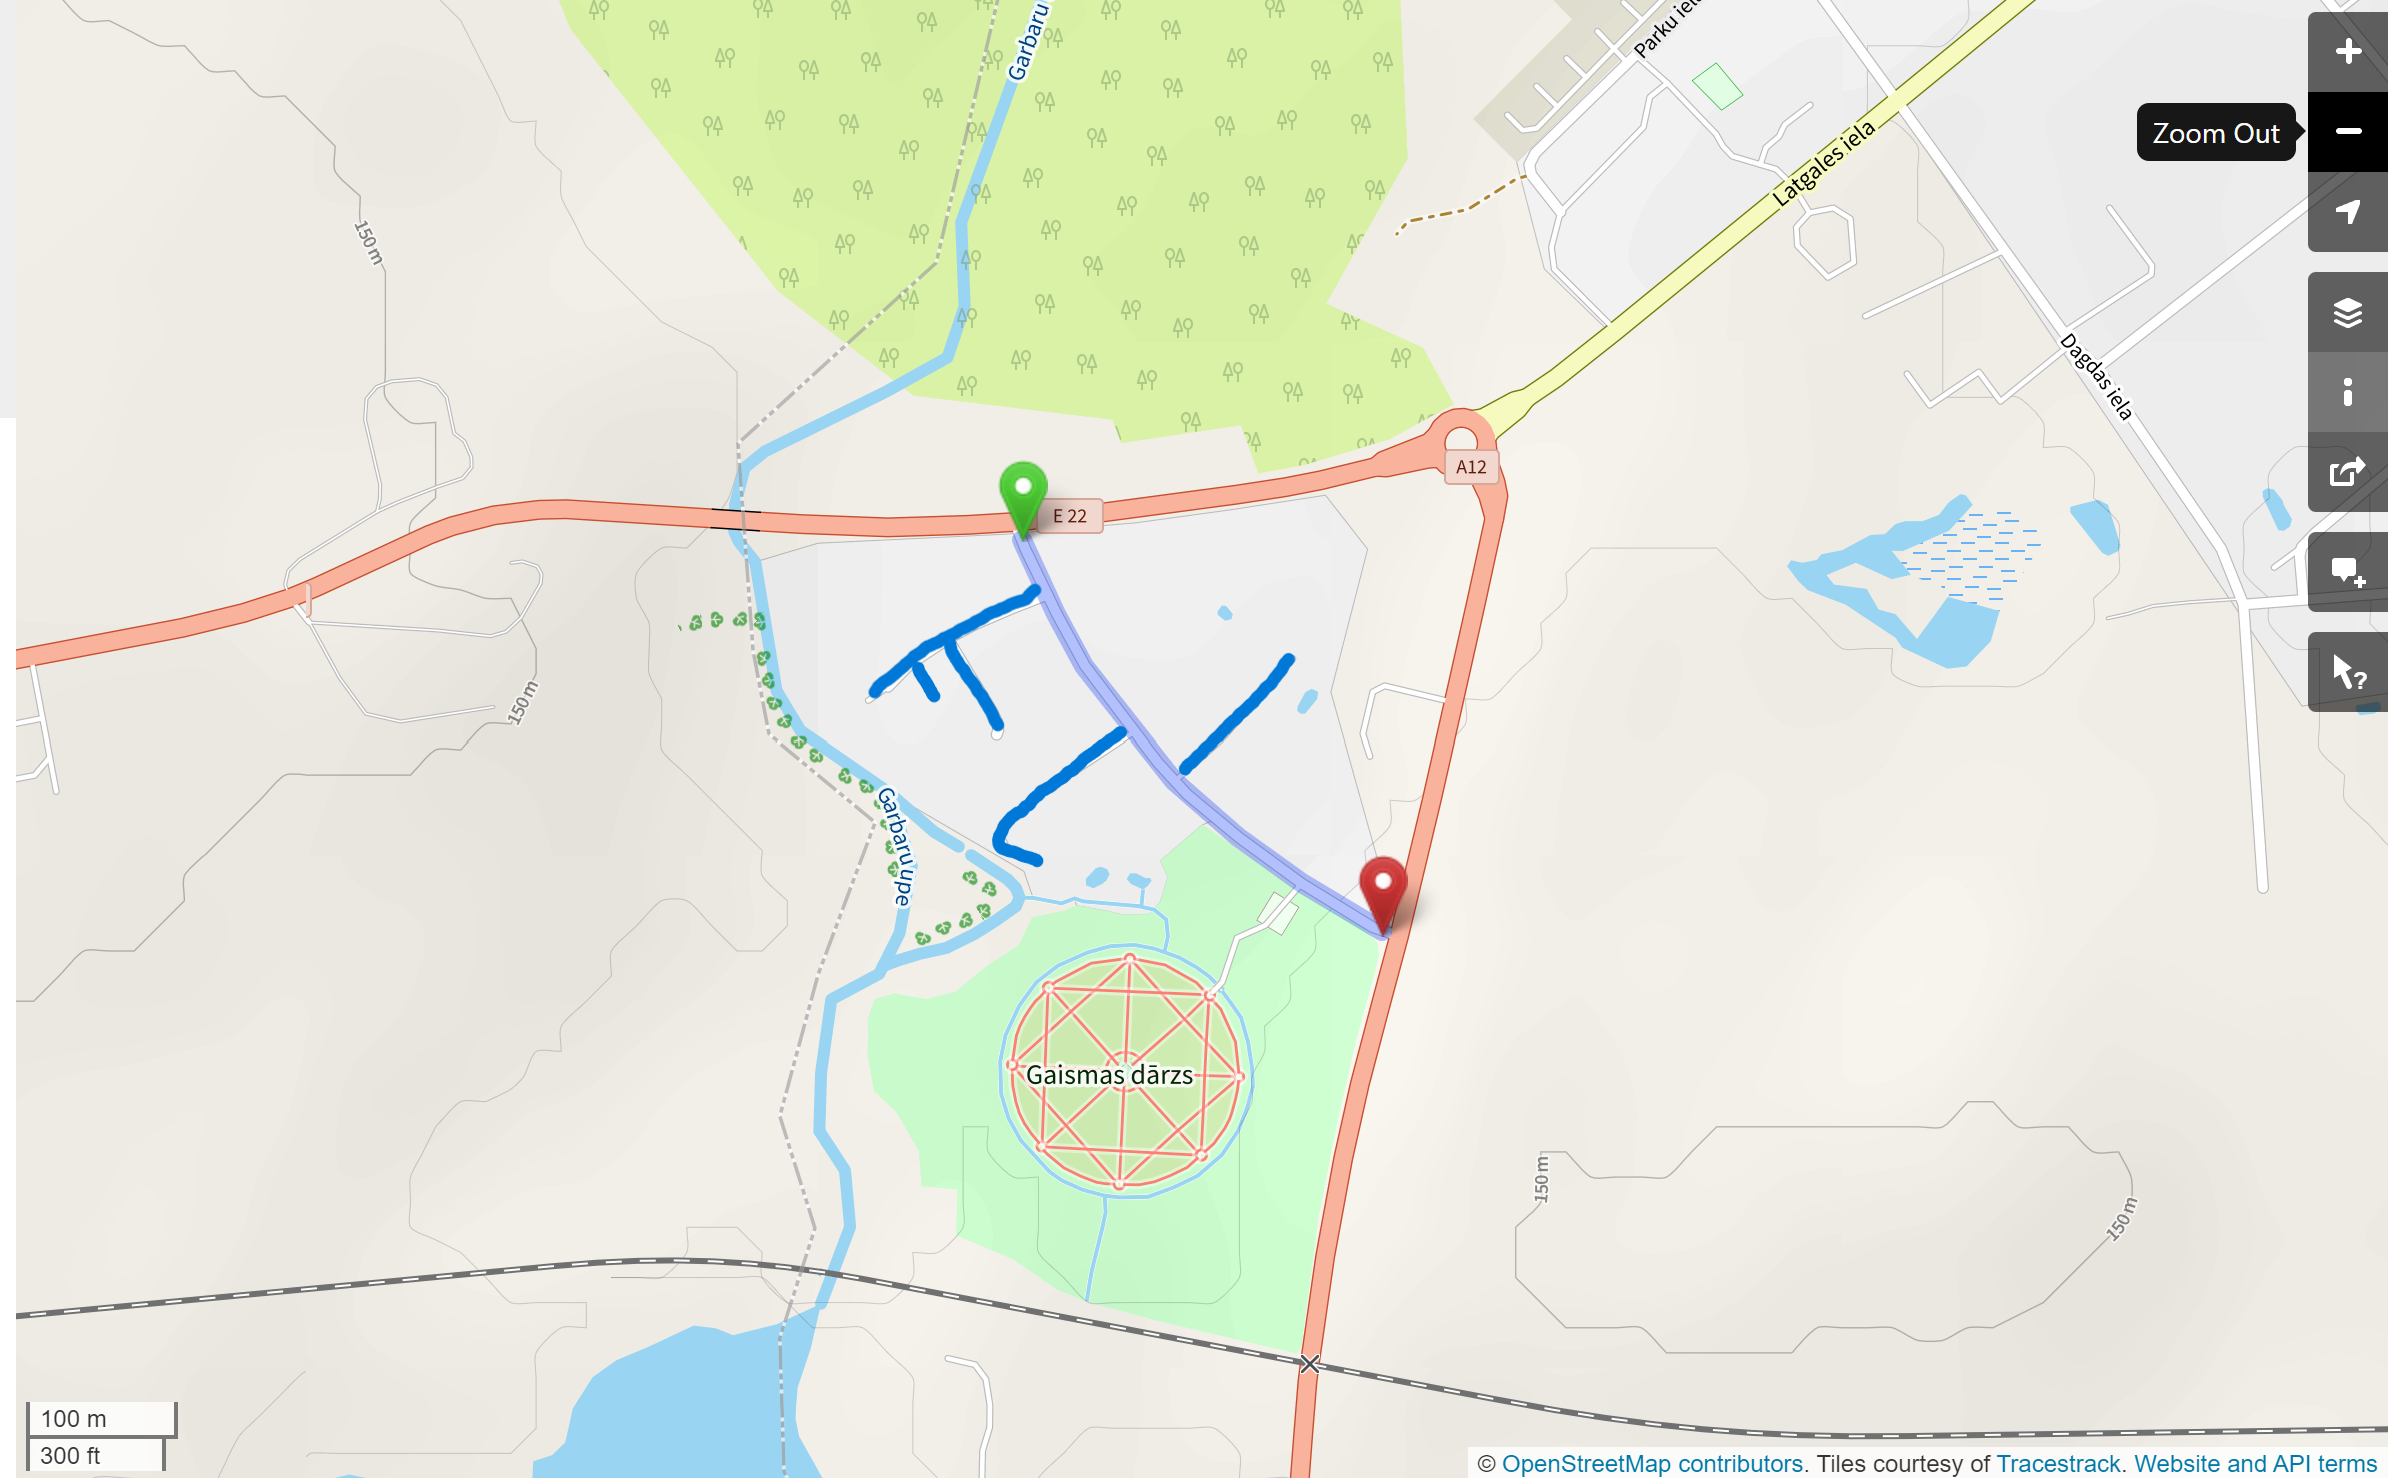 Garbaru
Parku iela
Zoom Out
Latgales iela
150 m
Dagdas iela
A12
E 22
150 m
Garbaru upe
Gaismas dārzs
150 m
150 m
100 m
300 ft
© OpenStreetMap contributors. Tiles courtesy of Tracestrack. Website and API terms